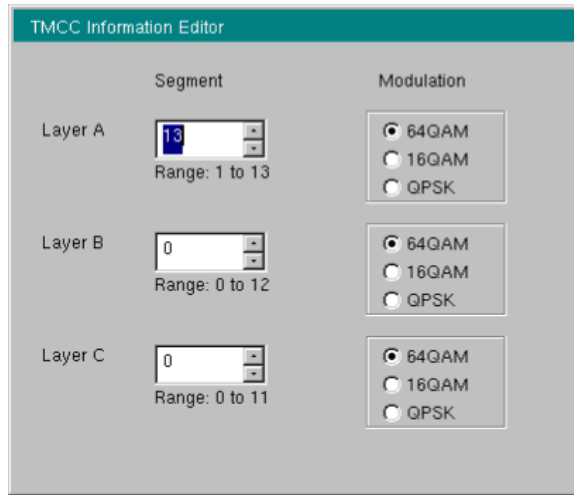 TMCC Information Editor
Segment Modulation
Layer A 13 64QAM
16QAM
Range: 1 to 13
QPSK
Layer B 0 64QAM
16QAM
Range: 0 to 12
QPSK
Layer C 0 64QAM
16QAM
Range: 0 to 11
QPSK